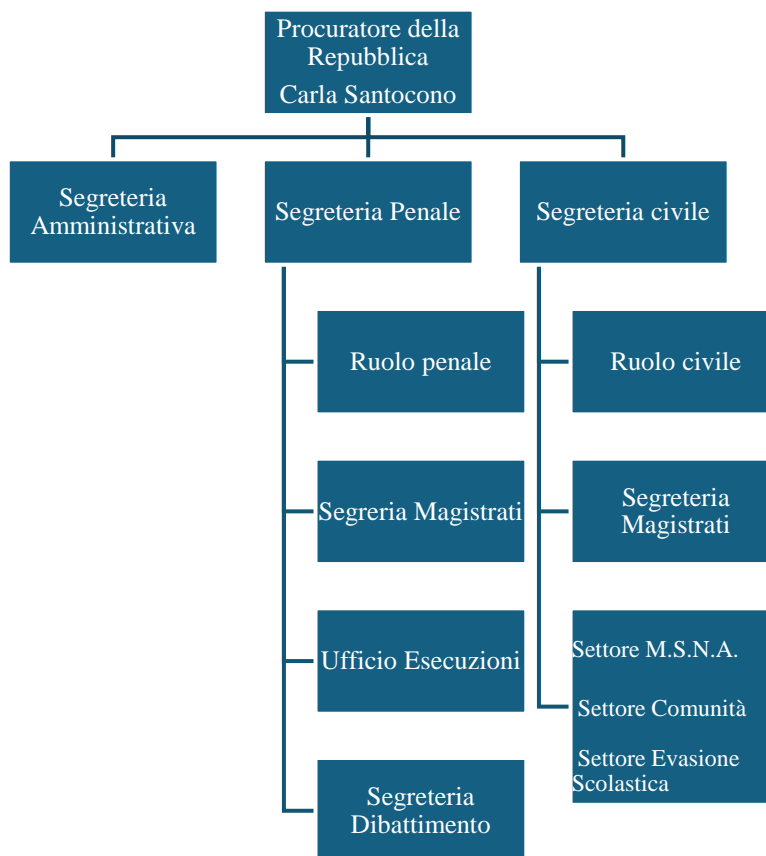 Procuratore della
Repubblica
Carla Santocono
Segreteria
Amministrativa
Segreteria Penale
Segreteria civile
Ruolo penale
Ruolo civile
Segreria Magistrati
Segreteria
Magistrati
Ufficio Esecuzioni
Settore M.S.N.A.
Settore Comunità
Settore Evasione
Scolastica
Segreteria
Dibattimento